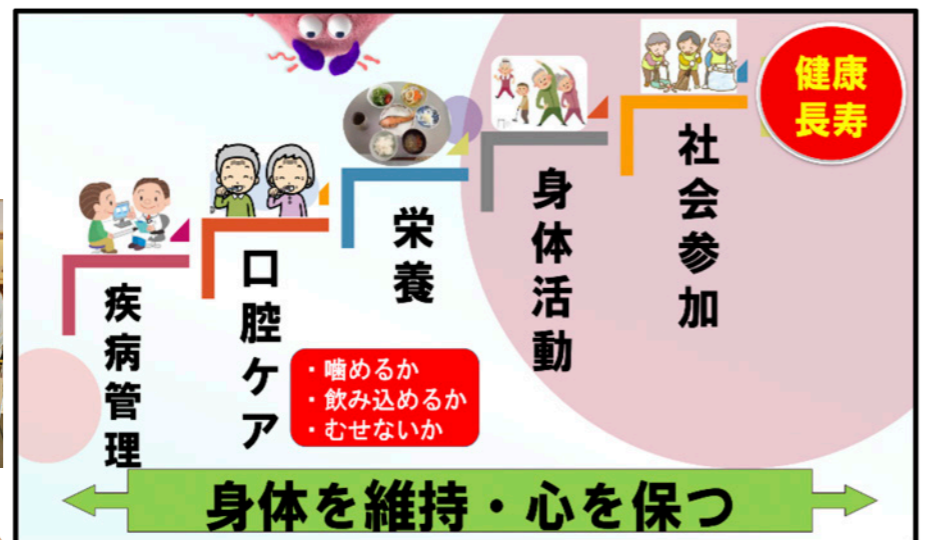 疾病管理
口腔ケア
・噛めるか
・飲み込めるか
・むせないか
栄養
身体活動
社会参加
健康
長寿
身体を維持・心を保つ